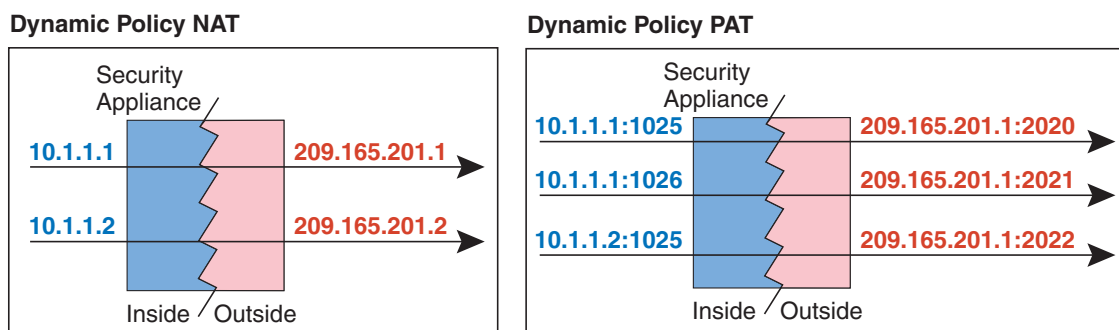 Dynamic Policy NAT
Security
Appliance
10.1.1.1
209.165.201.1
10.1.1.2
209.165.201.2
Inside
Outside
Dynamic Policy PAT
Security
Appliance
10.1.1.1:1025
209.165.201.1:2020
10.1.1.1:1026
209.165.201.1:2021
10.1.1.2:1025
209.165.201.1:2022
Inside
Outside